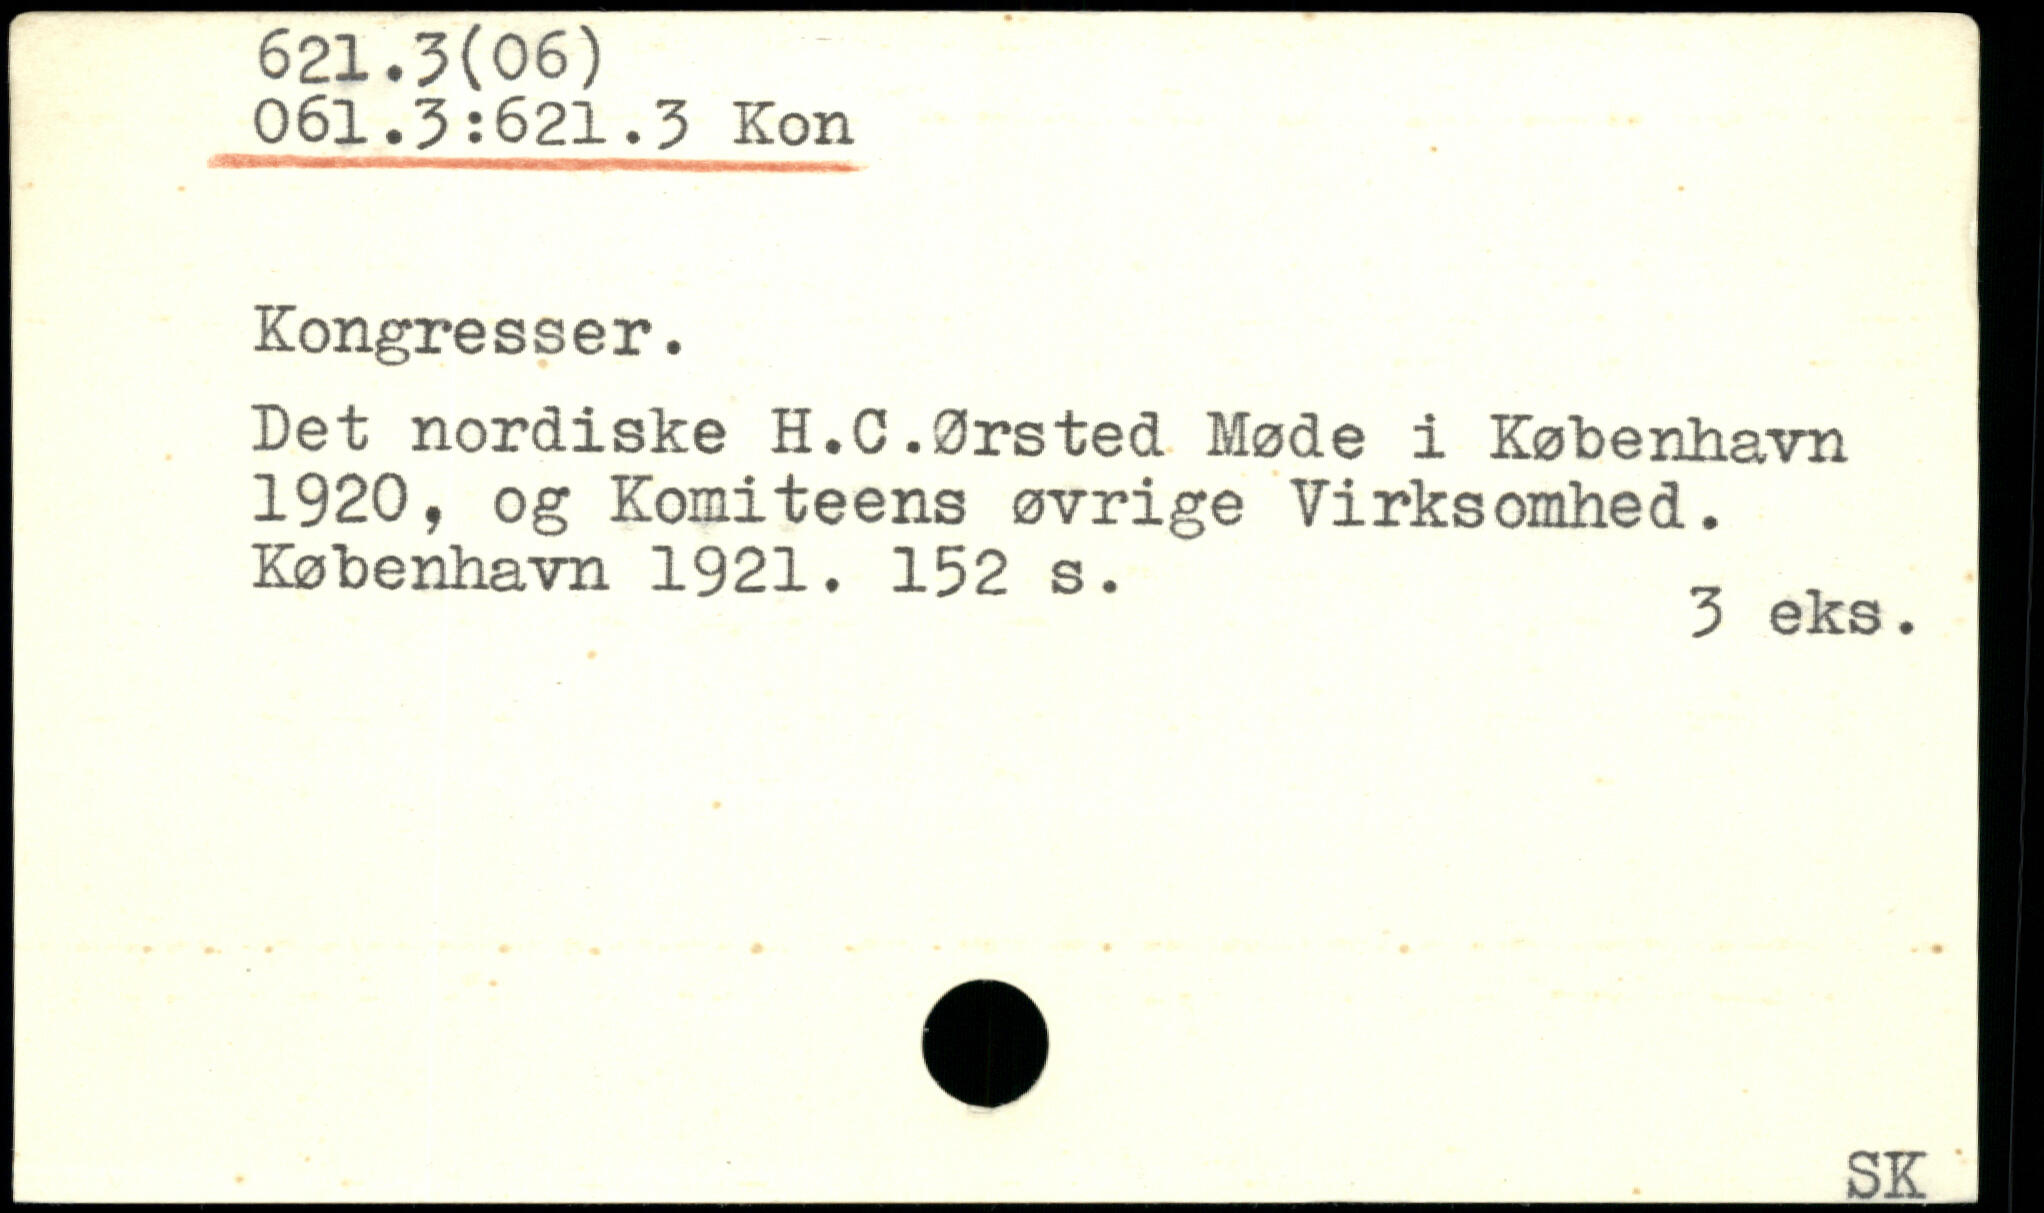 621.3(06)
061.3:621.3 Kon
Kongresser.
Det nordiske H.C.Ørsted Møde i København
1920, og Komiteens øvrige Virksomhed.
København 1921. 152 s.
3 eks.
SK